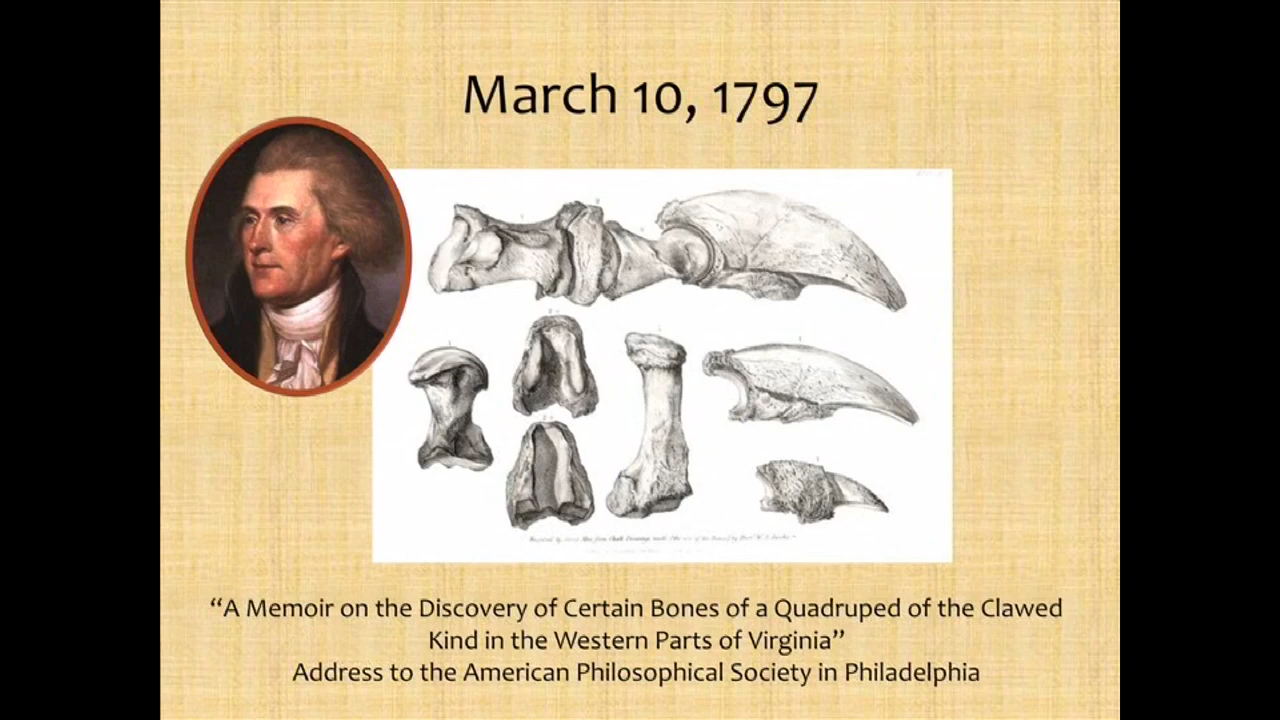 March 10, 1797
“A Memoir on the Discovery of Certain Bones of a Quadruped of the Clawed
Kind in the Western Parts of Virginia”
Address to the American Philosophical Society in Philadelphia